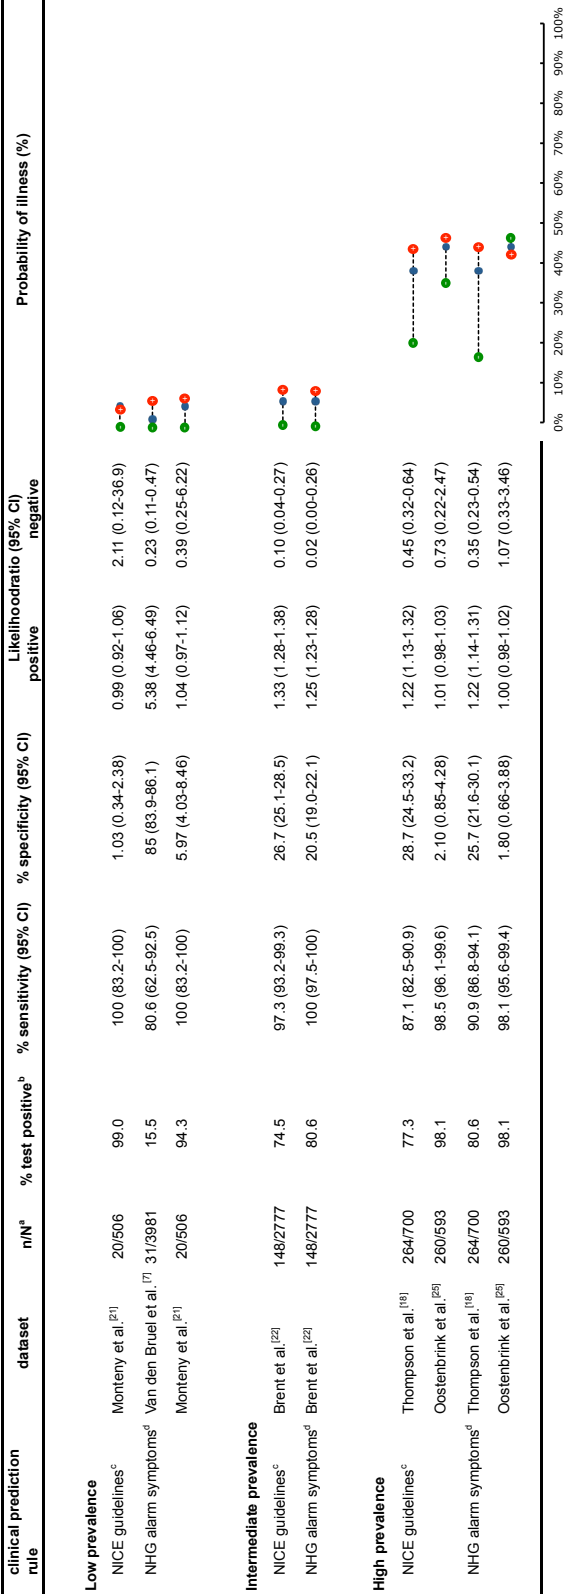 clinical prediction rule dataset n/Nᵃ % test positiveᵇ % sensitivity (95% CI) % specificity (95% CI) Likelihoodratio (95% CI) positive negative Probability of illness (%)
Low prevalence
NICE guidelinesᶜ Monteny et al.[21] 20/506 99.0 100 (83.2-100) 1.03 (0.34-2.38) 0.99 (0.92-1.06) 2.11 (0.12-36.9)
NHG alarm symptomsᵈ Van den Bruel et al. [7] 31/3981 15.5 80.6 (62.5-92.5) 85 (83.9-86.1) 5.38 (4.46-6.49) 0.23 (0.11-0.47)
Monteny et al.[21] 20/506 94.3 100 (83.2-100) 5.97 (4.03-8.46) 1.04 (0.97-1.12) 0.39 (0.25-6.22)
Intermediate prevalence
NICE guidelinesᶜ Brent et al.[22] 148/2777 74.5 97.3 (93.2-99.3) 26.7 (25.1-28.5) 1.33 (1.28-1.38) 0.10 (0.04-0.27)
NHG alarm symptomsᵈ Brent et al.[22] 148/2777 80.6 100 (97.5-100) 20.5 (19.0-22.1) 1.25 (1.23-1.28) 0.02 (0.00-0.26)
High prevalence
NICE guidelinesᶜ Thompson et al.[18] 264/700 77.3 87.1 (82.5-90.9) 28.7 (24.5-33.2) 1.22 (1.13-1.32) 0.45 (0.32-0.64)
Oostenbrink et al.[25] 260/593 98.1 98.5 (96.1-99.6) 2.10 (0.85-4.28) 1.01 (0.98-1.03) 0.73 (0.22-2.47)
NHG alarm symptomsᵈ Thompson et al.[18] 264/700 80.6 90.9 (86.8-94.1) 25.7 (21.6-30.1) 1.22 (1.14-1.31) 0.35 (0.23-0.54)
Oostenbrink et al.[25] 260/593 98.1 98.1 (95.6-99.4) 1.80 (0.66-3.88) 1.00 (0.98-1.02) 1.07 (0.33-3.46)
0% 10% 20% 30% 40% 50% 60% 70% 80% 90% 100%